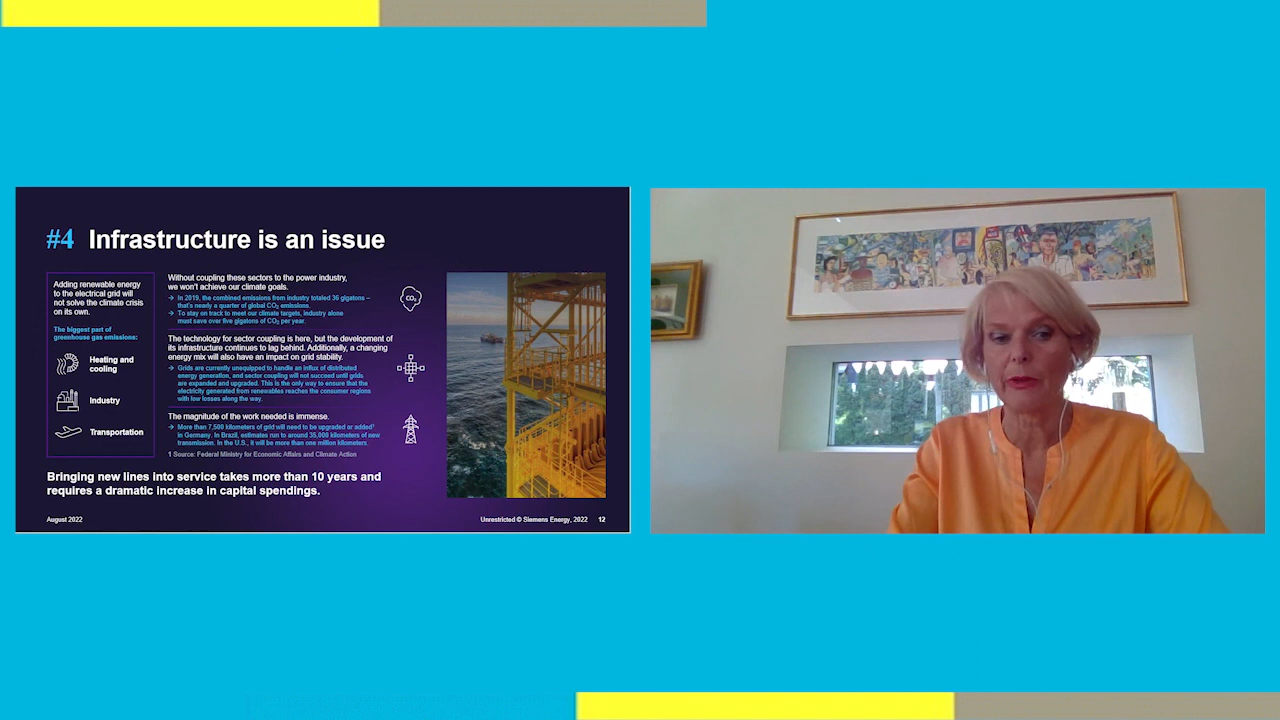 #4 Infrastructure is an issue
Adding renewable energy
to the electrical grid will
not solve the climate crisis
on its own.
The biggest part of
greenhouse gas emissions:
Heating and
cooling
Industry
Transportation
Without coupling these sectors to the power industry,
we won't achieve our climate goals.
→ In 2019, the combined emissions from industry totaled 36 gigatons –
that's nearly a quarter of global CO₂ emissions.
→ To stay on track to meet our climate targets, industry alone
must save over five gigatons of CO₂ per year.
CO₂
The technology for sector coupling is here, but the development of
its infrastructure continues to lag behind. Additionally, a changing
energy mix will also have an impact on grid stability.
→ Grids are currently unequipped to handle an influx of distributed
energy generation, and sector coupling will not succeed until grids
are expanded and upgraded. This is the only way to ensure that the
electricity generated from renewables reaches the consumer regions
with low losses along the way.
The magnitude of the work needed is immense.
→ More than 7,500 kilometers of grid will need to be upgraded or added¹
in Germany. In Brazil, estimates run to around 35,000 kilometers of new
transmission. In the U.S., it will be more than one million kilometers.
1 Source: Federal Ministry for Economic Affairs and Climate Action
Bringing new lines into service takes more than 10 years and
requires a dramatic increase in capital spendings.
August 2022
Unrestricted © Siemens Energy, 2022 12